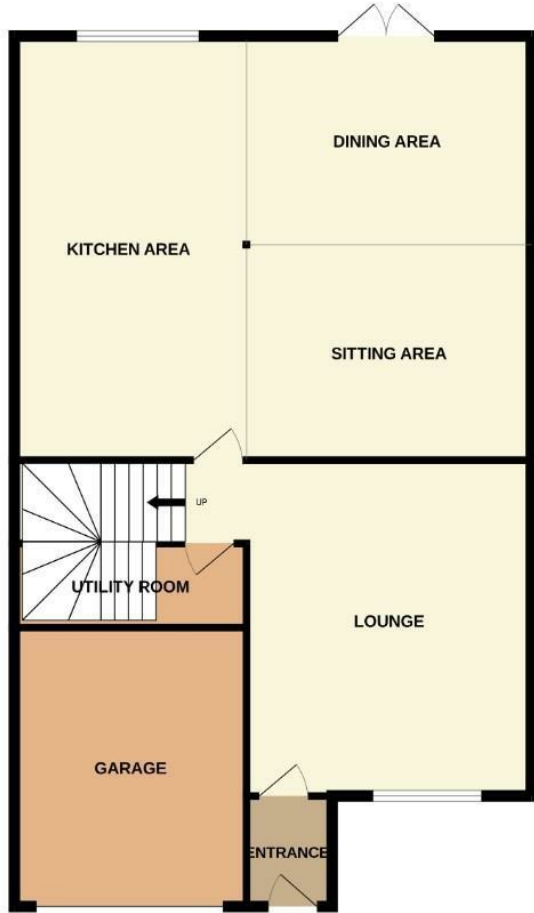 DINING AREA
KITCHEN AREA
SITTING AREA
UP
UTILITY ROOM
LOUNGE
GARAGE
ENTRANCE